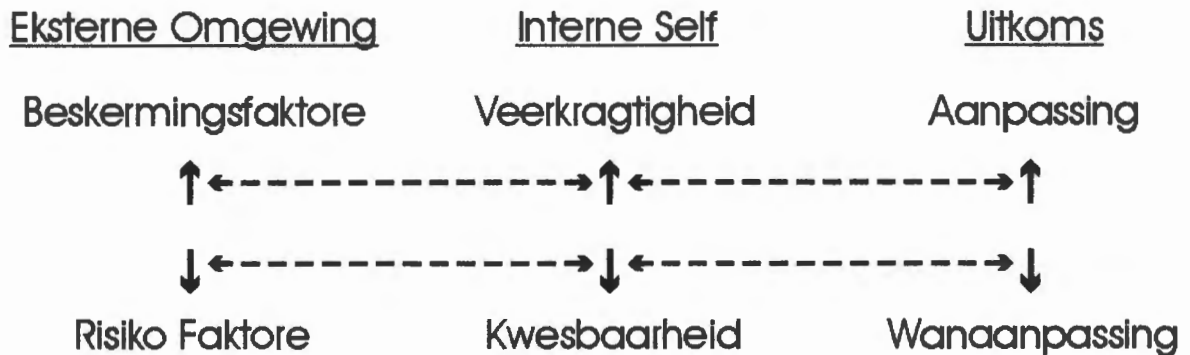 Eksterne Omgewing Interne Self Uitkoms
Beskermingsfaktore Veerkragtigheid Aanpassing
Risiko Faktore Kwesbaarheid Wanaanpassing